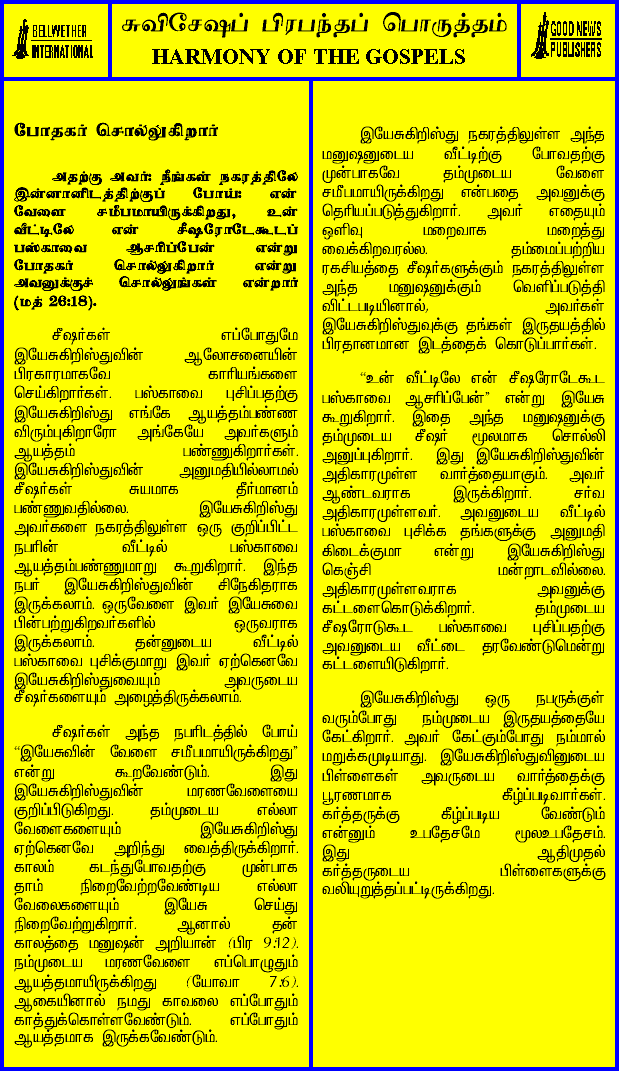 BELLWETHER
INTERNATIONAL
சுவிசேஷப் பிரபந்தப் பொருத்தம்
HARMONY OF THE GOSPELS
GOOD NEWS
PUBLISHERS
போதகர் சொல்லுகிறார்
அதற்கு அவர்: நீங்கள் நகரத்திலே
இன்னானிடத்திற்குப் போய்: என்
வேளை சமீபமாயிருக்கிறது, உன்
வீட்டிலே என் சீஷரோடேகூடப்
பஸ்காவை ஆசரிப்பேன் என்று
போதகர் சொல்லுகிறார் என்று
அவனுக்குச் சொல்லுங்கள் என்றார்
(மத் 26:18).
சீஷர்கள் எப்போதுமே
இயேசுகிறிஸ்துவின் ஆலோசனையின்
பிரகாரமாகவே காரியங்களை
செய்கிறார்கள். பஸ்காவை புசிப்பதற்கு
இயேசுகிறிஸ்து எங்கே ஆயத்தம்பண்ண
விரும்புகிறாரோ அங்கேயே அவர்களும்
ஆயத்தம் பண்ணுகிறார்கள்.
இயேசுகிறிஸ்துவின் அனுமதியில்லாமல்
சீஷர்கள் சுயமாக தீர்மானம்
பண்ணுவதில்லை. இயேசுகிறிஸ்து
அவர்களை நகரத்திலுள்ள ஒரு குறிப்பிட்ட
நபரின் வீட்டில் பஸ்காவை
ஆயத்தம்பண்ணுமாறு கூறுகிறார். இந்த
நபர் இயேசுகிறிஸ்துவின் சிநேகிதராக
இருக்கலாம். ஒருவேளை இவர் இயேசுவை
பின்பற்றுகிறவர்களில் ஒருவராக
இருக்கலாம். தன்னுடைய வீட்டில்
பஸ்காவை புசிக்குமாறு இவர் ஏற்கெனவே
இயேசுகிறிஸ்துவையும் அவருடைய
சீஷர்களையும் அழைத்திருக்கலாம்.
சீஷர்கள் அந்த நபரிடத்தில் போய்
“இயேசுவின் வேளை சமீபமாயிருக்கிறது”
என்று கூறவேண்டும். இது
இயேசுகிறிஸ்துவின் மரணவேளையை
குறிப்பிடுகிறது. தம்முடைய எல்லா
வேளைகளையும் இயேசுகிறிஸ்து
ஏற்கெனவே அறிந்து வைத்திருக்கிறார்.
காலம் கடந்துபோவதற்கு முன்பாக
தாம் நிறைவேற்றவேண்டிய எல்லா
வேலைகளையும் இயேசு செய்து
நிறைவேற்றுகிறார். ஆனால் தன்
காலத்தை மனுஷன் அறியான் (பிர 9:12).
நம்முடைய மரணவேளை எப்பொழுதும்
ஆயத்தமாயிருக்கிறது (யோவா 7:6).
ஆகையினால் நமது காவலை எப்போதும்
காத்துக்கொள்ளவேண்டும். எப்போதும்
ஆயத்தமாக இருக்கவேண்டும்.
இயேசுகிறிஸ்து நகரத்திலுள்ள அந்த
மனுஷனுடைய வீட்டிற்கு போவதற்கு
முன்பாகவே தம்முடைய வேளை
சமீபமாயிருக்கிறது என்பதை அவனுக்கு
தெரியப்படுத்துகிறார். அவர் எதையும்
ஒளிவு மறைவாக மறைத்து
வைக்கிறவரல்ல. தம்மைப்பற்றிய
ரகசியத்தை சீஷர்களுக்கும் நகரத்திலுள்ள
அந்த மனுஷனுக்கும் வெளிப்படுத்தி
விட்டபடியினால், அவர்கள்
இயேசுகிறிஸ்துவுக்கு தங்கள் இருதயத்தில்
பிரதானமான இடத்தைக் கொடுப்பார்கள்.
“உன் வீட்டிலே என் சீஷரோடேகூட
பஸ்காவை ஆசரிப்பேன்” என்று இயேசு
கூறுகிறார். இதை அந்த மனுஷனுக்கு
தம்முடைய சீஷர் மூலமாக சொல்லி
அனுப்புகிறார். இது இயேசுகிறிஸ்துவின்
அதிகாரமுள்ள வார்த்தையாகும். அவர்
ஆண்டவராக இருக்கிறார். சர்வ
அதிகாரமுள்ளவர். அவனுடைய வீட்டில்
பஸ்காவை புசிக்க தங்களுக்கு அனுமதி
கிடைக்குமா என்று இயேசுகிறிஸ்து
கெஞ்சி மன்றாடவில்லை.
அதிகாரமுள்ளவராக அவனுக்கு
கட்டளைகொடுக்கிறார். தம்முடைய
சீஷரோடுகூட பஸ்காவை புசிப்பதற்கு
அவனுடைய வீட்டை தரவேண்டுமென்று
கட்டளையிடுகிறார்.
இயேசுகிறிஸ்து ஒரு நபருக்குள்
வரும்போது நம்முடைய இருதயத்தையே
கேட்கிறார். அவர் கேட்கும்போது நம்மால்
மறுக்கமுடியாது. இயேசுகிறிஸ்துவினுடைய
பிள்ளைகள் அவருடைய வார்த்தைக்கு
பூரணமாக கீழ்ப்படிவார்கள்.
கர்த்தருக்கு கீழ்ப்படிய வேண்டும்
என்னும் உபதேசமே மூலஉபதேசம்.
இது ஆதிமுதல்
கர்த்தருடைய பிள்ளைகளுக்கு
வலியுறுத்தப்பட்டிருக்கிறது.